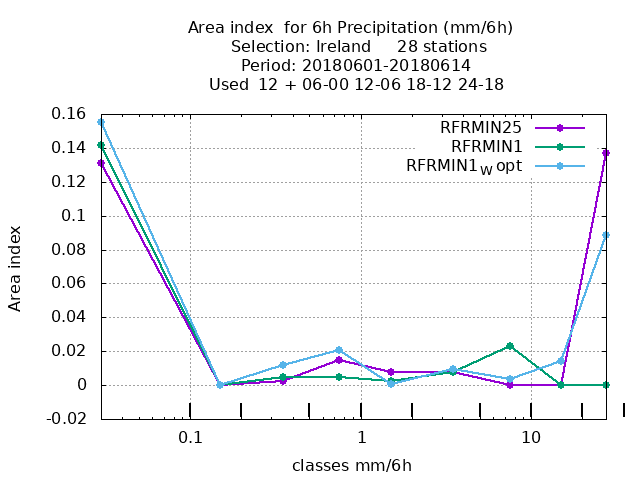 Area index  for 6h Precipitation (mm/6h)
Selection: Ireland     28 stations
Period: 20180601-20180614
Used  12 + 06-00 12-06 18-12 24-18
RFRMIN25
RFRMIN1
RFRMIN1W opt
0.16
0.14
0.12
0.1
0.08
0.06
0.04
0.02
0
-0.02
Area index
0.1
1
10
classes mm/6h